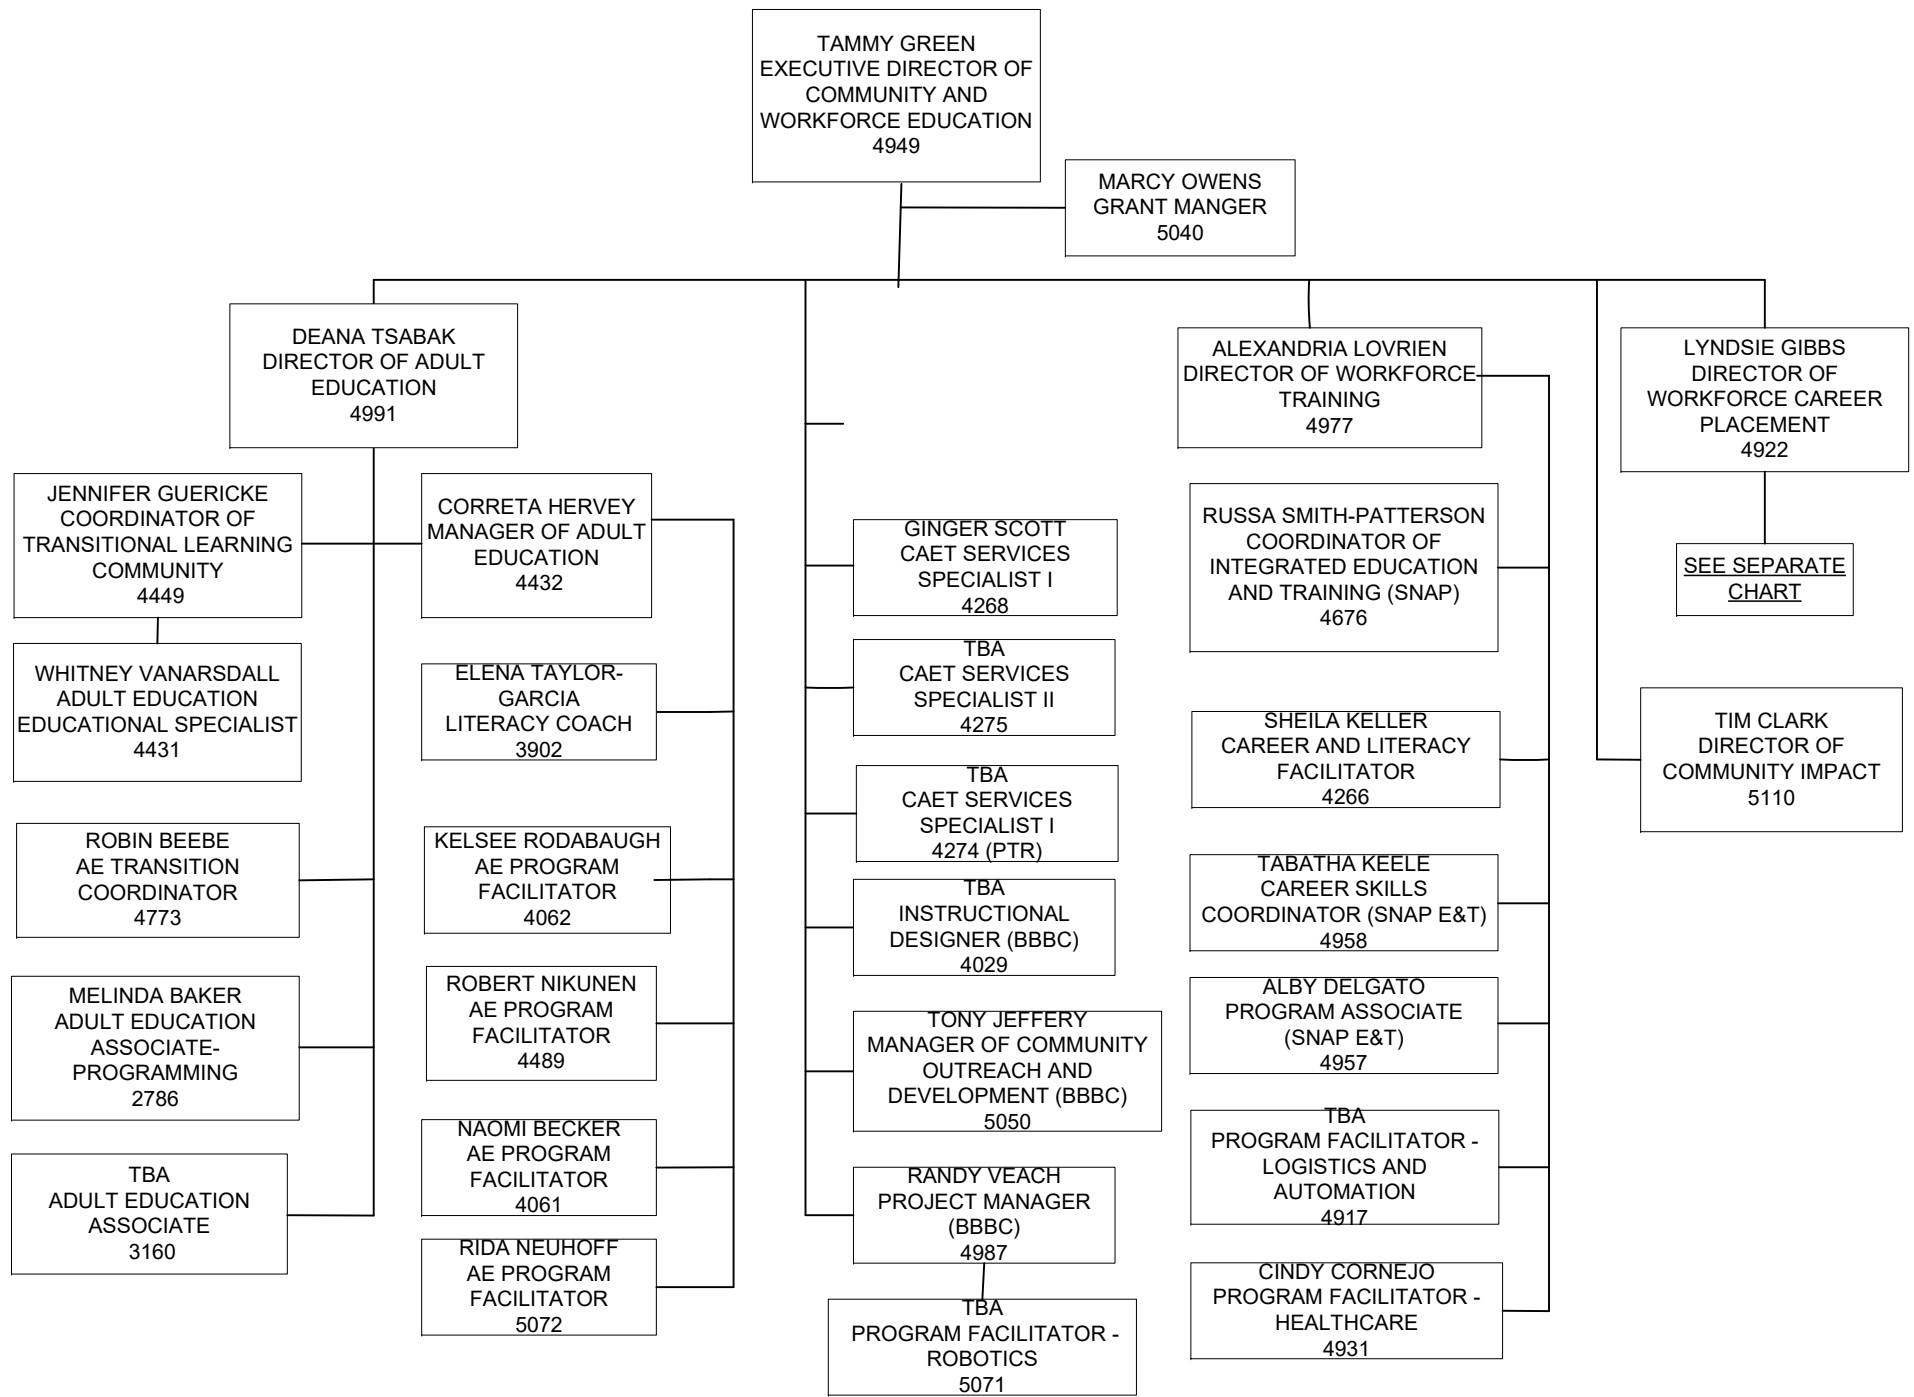 TAMMY GREEN
EXECUTIVE DIRECTOR OF
COMMUNITY AND
WORKFORCE EDUCATION
4949
MARCY OWENS
GRANT MANGER
5040
DEANA TSABAK
DIRECTOR OF ADULT
EDUCATION
4991
JENNIFER GUERICKE
COORDINATOR OF
TRANSITIONAL LEARNING
COMMUNITY
4449
WHITNEY VANARSDALL
ADULT EDUCATION
EDUCATIONAL SPECIALIST
4431
ROBIN BEEBE
AE TRANSITION
COORDINATOR
4773
MELINDA BAKER
ADULT EDUCATION
ASSOCIATE-
PROGRAMMING
2786
TBA
ADULT EDUCATION
ASSOCIATE
3160
CORRETA HERVEY
MANAGER OF ADULT
EDUCATION
4432
ELENA TAYLOR-
GARCIA
LITERACY COACH
3902
KELSEE RODABAUGH
AE PROGRAM
FACILITATOR
4062
ROBERT NIKUNEN
AE PROGRAM
FACILITATOR
4489
NAOMI BECKER
AE PROGRAM
FACILITATOR
4061
RIDA NEUHOFF
AE PROGRAM
FACILITATOR
5072
GINGER SCOTT
CAET SERVICES
SPECIALIST I
4268
TBA
CAET SERVICES
SPECIALIST II
4275
TBA
CAET SERVICES
SPECIALIST I
4274 (PTR)
TBA
INSTRUCTIONAL
DESIGNER (BBBC)
4029
TONY JEFFERY
MANAGER OF COMMUNITY
OUTREACH AND
DEVELOPMENT (BBBC)
5050
RANDY VEACH
PROJECT MANAGER
(BBBC)
4987
TBA
PROGRAM FACILITATOR -
ROBOTICS
5071
ALEXANDRIA LOVRIEN
DIRECTOR OF WORKFORCE
TRAINING
4977
RUSSA SMITH-PATTERSON
COORDINATOR OF
INTEGRATED EDUCATION
AND TRAINING (SNAP)
4676
SHEILA KELLER
CAREER AND LITERACY
FACILITATOR
4266
TABATHA KEELE
CAREER SKILLS
COORDINATOR (SNAP E&T)
4958
ALBY DELGATO
PROGRAM ASSOCIATE
(SNAP E&T)
4957
TBA
PROGRAM FACILITATOR -
LOGISTICS AND
AUTOMATION
4917
CINDY CORNEJO
PROGRAM FACILITATOR -
HEALTHCARE
4931
LYNDSIE GIBBS
DIRECTOR OF
WORKFORCE CAREER
PLACEMENT
4922
SEE SEPARATE
CHART
TIM CLARK
DIRECTOR OF
COMMUNITY IMPACT
5110